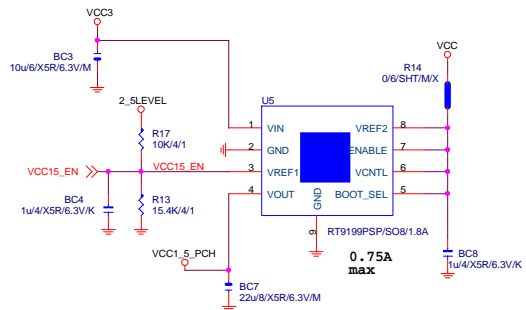 VCC3
VCC
BC3
10u/6/X5R/6.3V/M
R14
0/6/SHT/M/X
2_5LEVEL
U5
R17
10K/4/1
1
VIN
VREF2
8
2
GND
ENABLE
7
VCC15_EN
VCC15_EN
3
VREF1
VCNTL
6
BC4
1u/4/X5R/6.3V/K
R13
15.4K/4/1
4
VOUT
BOOT_SEL
5
GND
9
RT9199PSP/SO8/1.8A
VCC1_5_PCH
0.75A
max
BC8
1u/4/X5R/6.3V/K
BC7
22u/8/X5R/6.3V/M